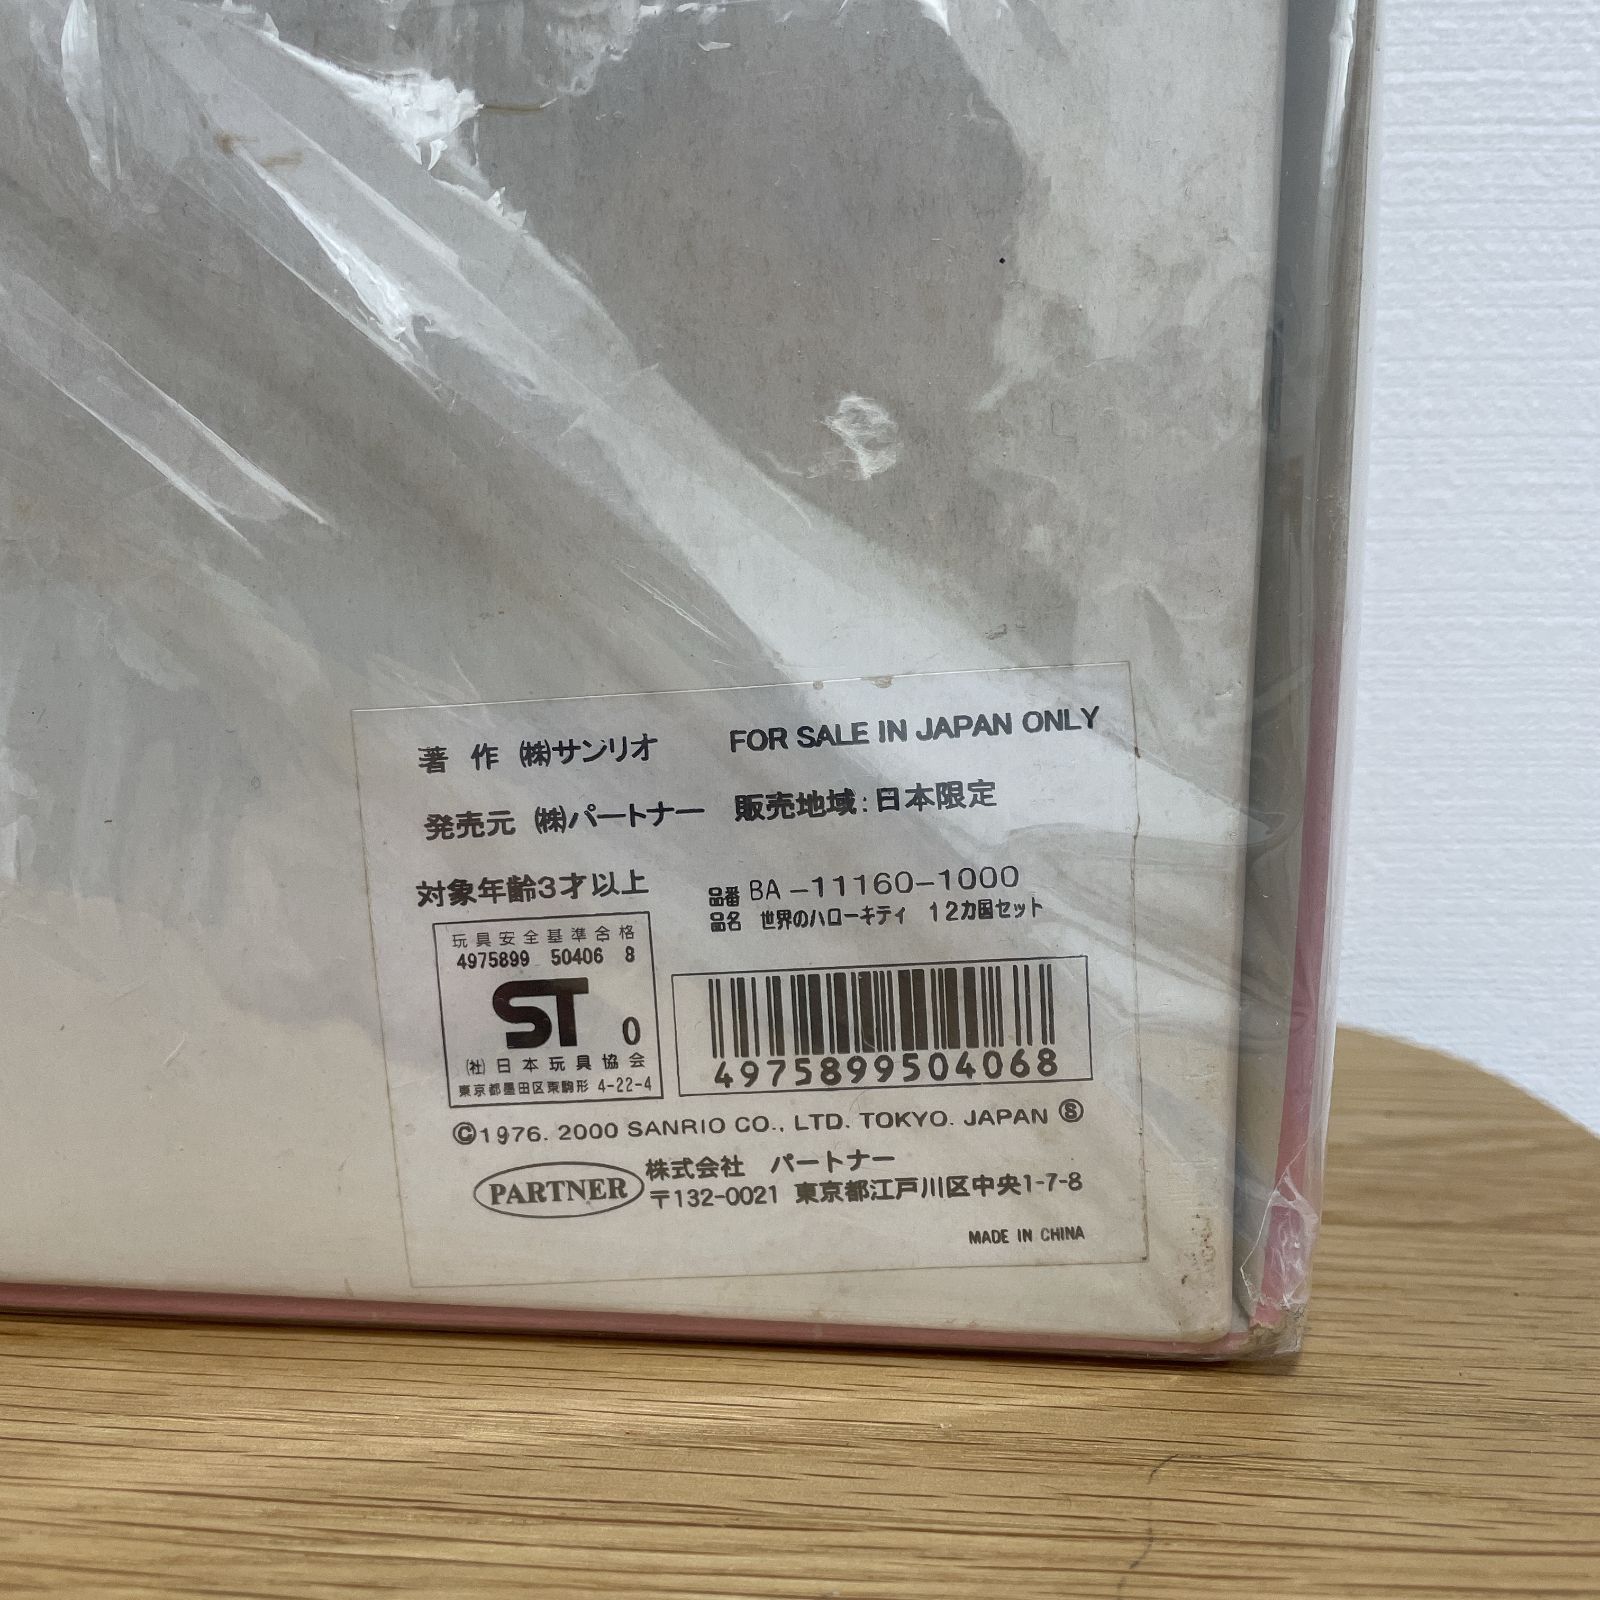 著 作 ㈱サンリオ FOR SALE IN JAPAN ONLY
発売元 ㈱パートナー 販売地域:日本限定
対象年齢3才以上
品番 BA-11160-1000
品名 世界のハローキティ 12カ国セット
玩具安全基準合格
4975899 50406 8
ST 0
㈳日本玩具協会
東京都墨田区東駒形 4-22-4
4975899504068
©1976. 2000 SANRIO CO., LTD. TOKYO. JAPAN Ⓢ
PARTNER
株式会社 パートナー
〒132-0021 東京都江戸川区中央1-7-8
MADE IN CHINA